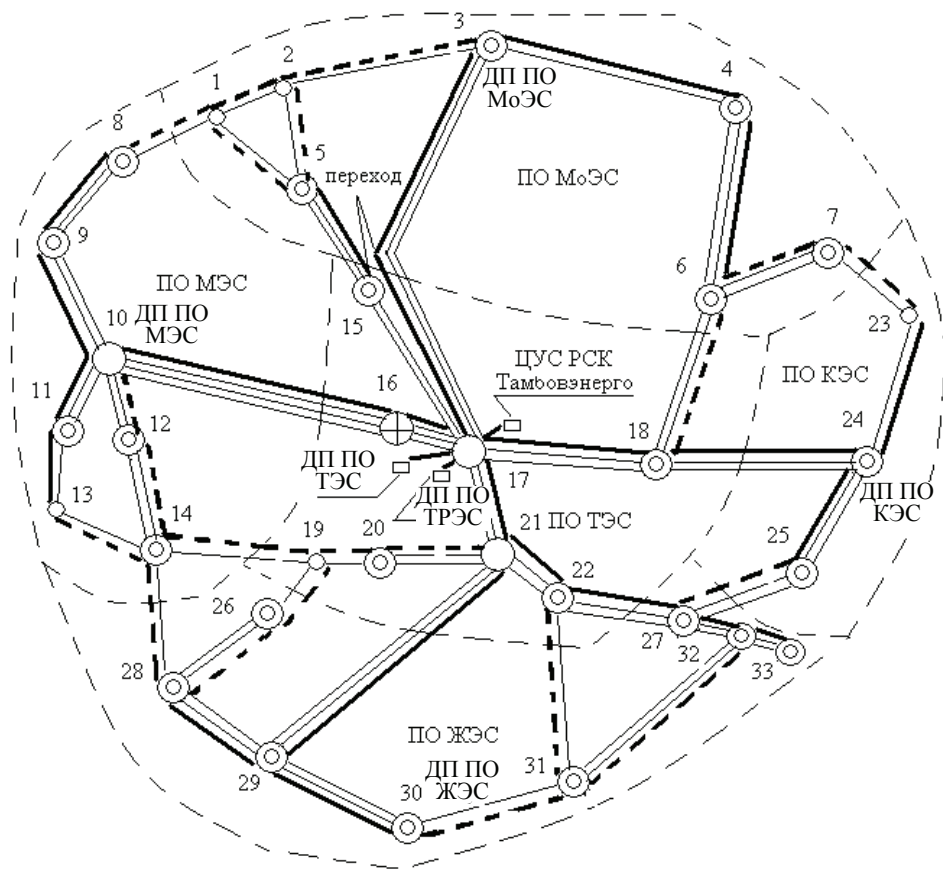 3
2
1
ДП ПО
МоЭС
4
8
5
переход
ПО МоЭС
7
9
6
ПО МЭС
10
ДП ПО
МЭС
15
23
ЦУС РСК
Тамбовэнерго
ПО КЭС
11
16
12
18
24
ДП ПО
ТЭС
17
ДП ПО
ТРЭС
ДП ПО
КЭС
13
14
19
20
21
ПО ТЭС
25
22
26
27
32
33
28
ПО ЖЭС
29
ДП ПО
ЖЭС
31
30